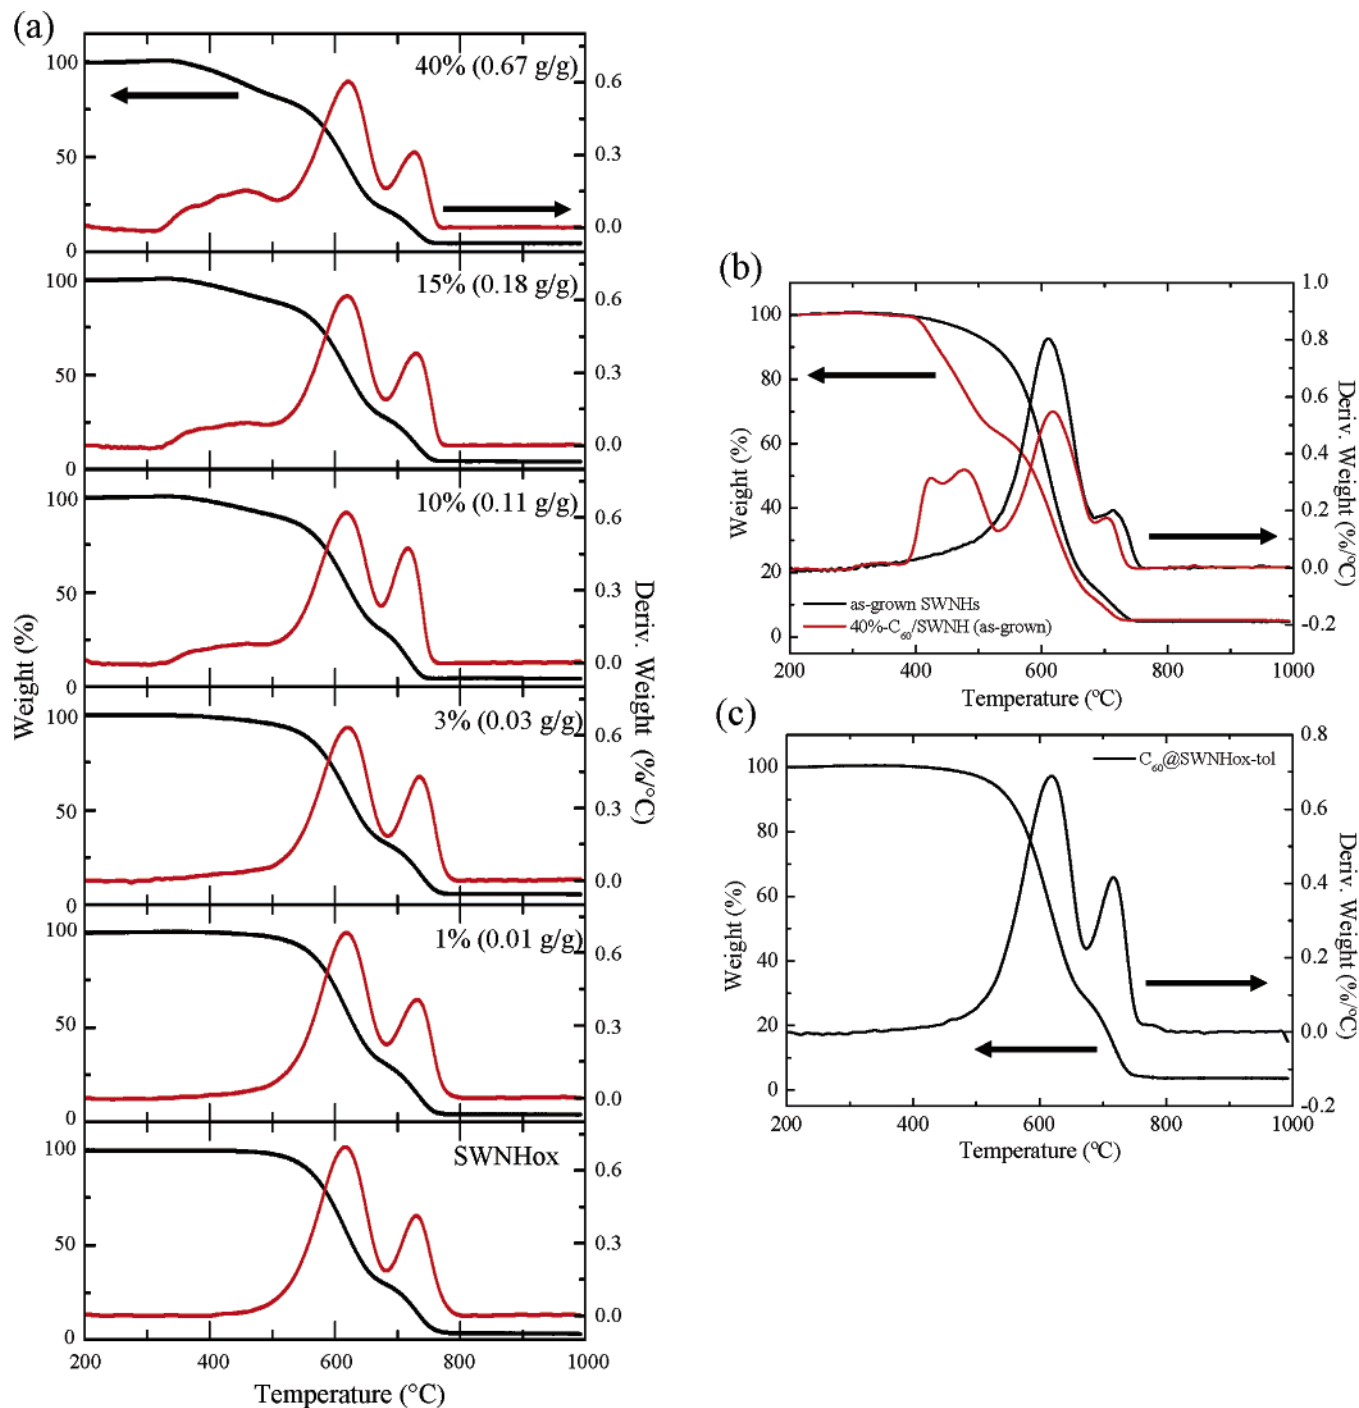 (a)
40% (0.67 g/g)
100
50
0
0.6
0.3
0.0
15% (0.18 g/g)
100
50
0
0.6
0.3
0.0
10% (0.11 g/g)
100
50
0
0.6
0.3
0.0
3% (0.03 g/g)
100
50
0
0.6
0.3
0.0
1% (0.01 g/g)
100
50
0
0.6
0.3
0.0
SWNHox
100
50
0
0.6
0.3
0.0
200 400 600 800 1000
Temperature (°C)
Weight (%)
Deriv. Weight (%/°C)
(b)
100
80
60
40
20
0
1.0
0.8
0.6
0.4
0.2
0.0
-0.2
as-grown SWNHs
40%-C60/SWNH (as-grown)
200 400 600 800 1000
Temperature (°C)
Weight (%)
Deriv. Weight (%/°C)
(c)
C60@SWNHox-tol
100
80
60
40
20
0
0.8
0.6
0.4
0.2
0.0
-0.2
200 400 600 800 1000
Temperature (°C)
Weight (%)
Deriv. Weight (%/°C)